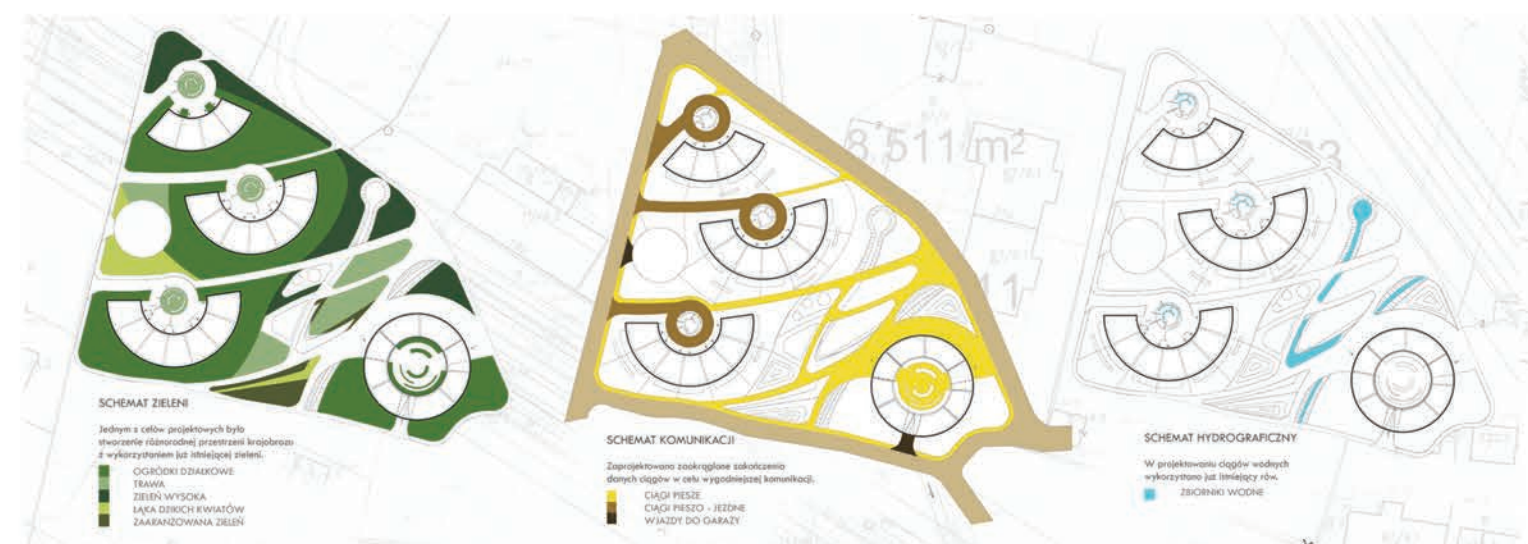 SCHEMAT ZIELENI
Jednym z celów projektowych było
stworzenie różnorodnej przestrzeni krajobrazu
z wykorzystaniem już istniejącej zieleni.
OGRÓDKI DZIAŁKOWE
TRAWA
ZIELEŃ WYSOKA
ŁĄKA DZIKICH KWIATÓW
ZAARANŻOWANA ZIELEŃ
8,511 m²
SCHEMAT KOMUNIKACJI
Zaprojektowano zaokrąglone zakończenia
danych ciągów w celu wygodniejszej komunikacji.
CIĄGI PIESZE
CIĄGI PIESZO - JEZDNE
WJAZDY DO GARAŻY
SCHEMAT HYDROGRAFICZNY
W projektowaniu ciągów wodnych
wykorzystano już istniejący rów.
ZBIORNIKI WODNE